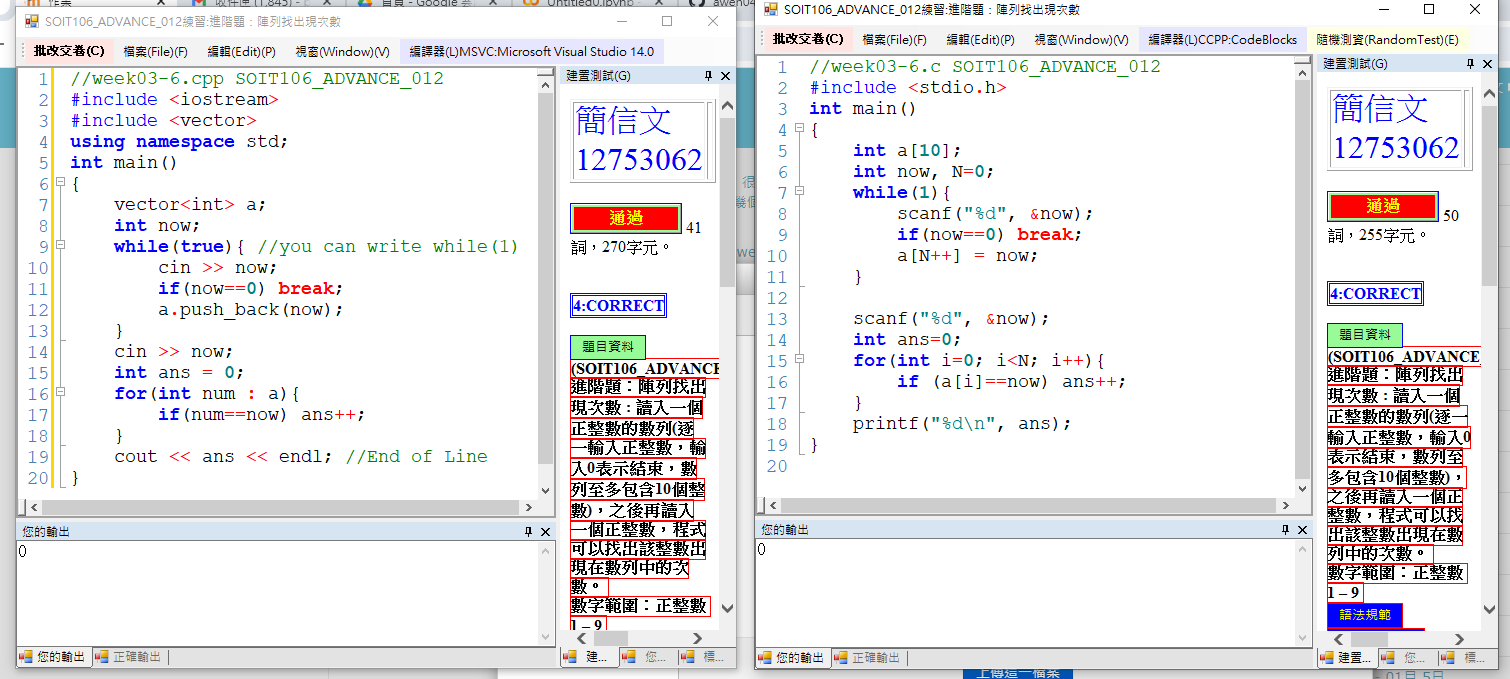 作業
收件匣 (1,845) - c
首頁 - Google 雲
Untitled0.ipynb -
SOIT106_ADVANCE_012練習:進階題：陣列找出現次數
批改交卷(C) 檔案(File)(F) 編輯(Edit)(P) 視窗(Window)(V) 編譯器(L)MSVC:Microsoft Visual Studio 14.0
1 //week03-6.cpp SOIT106_ADVANCE_012
2 #include <iostream>
3 #include <vector>
4 using namespace std;
5 int main()
6 {
7 vector<int> a;
8 int now;
9 while(true){ //you can write while(1)
10 cin >> now;
11 if(now==0) break;
12 a.push_back(now);
13 }
14 cin >> now;
15 int ans = 0;
16 for(int num : a){
17 if(num==now) ans++;
18 }
19 cout << ans << endl; //End of Line
20 }
建置測試(G)
簡信文
12753062
通過 41
詞，270字元。
4:CORRECT
題目資料
(SOIT106_ADVANCE
進階題：陣列找出
現次數：讀入一個
正整數的數列(逐
一輸入正整數，輸
入0表示結束，數
列至多包含10個整
數)，之後再讀入
一個正整數，程式
可以找出該整數出
現在數列中的次
數。
數字範圍：正整數
1 – 9
您的輸出
0
您的輸出 正確輸出
建... 您... 標...
SOIT106_ADVANCE_012練習:進階題：陣列找出現次數
批改交卷(C) 檔案(File)(F) 編輯(Edit)(P) 視窗(Window)(V) 編譯器(L)CCPP:CodeBlocks 隨機測資(RandomTest)(E)
1 //week03-6.c SOIT106_ADVANCE_012
2 #include <stdio.h>
3 int main()
4 {
5 int a[10];
6 int now, N=0;
7 while(1){
8 scanf("%d", &now);
9 if(now==0) break;
10 a[N++] = now;
11 }
12
13 scanf("%d", &now);
14 int ans=0;
15 for(int i=0; i<N; i++){
16 if (a[i]==now) ans++;
17 }
18 printf("%d\n", ans);
19 }
20
建置測試(G)
簡信文
12753062
通過 50
詞，255字元。
4:CORRECT
題目資料
(SOIT106_ADVANCE
進階題：陣列找出
現次數：讀入一個
正整數的數列(逐一
輸入正整數，輸入0
表示結束，數列至
多包含10個整數)，
之後再讀入一個正
整數，程式可以找
出該整數出現在數
列中的次數。
數字範圍：正整數
1 – 9
語法規範
您的輸出
0
您的輸出 正確輸出
建置... 您... 標...
上傳這一檔案
01月 5日